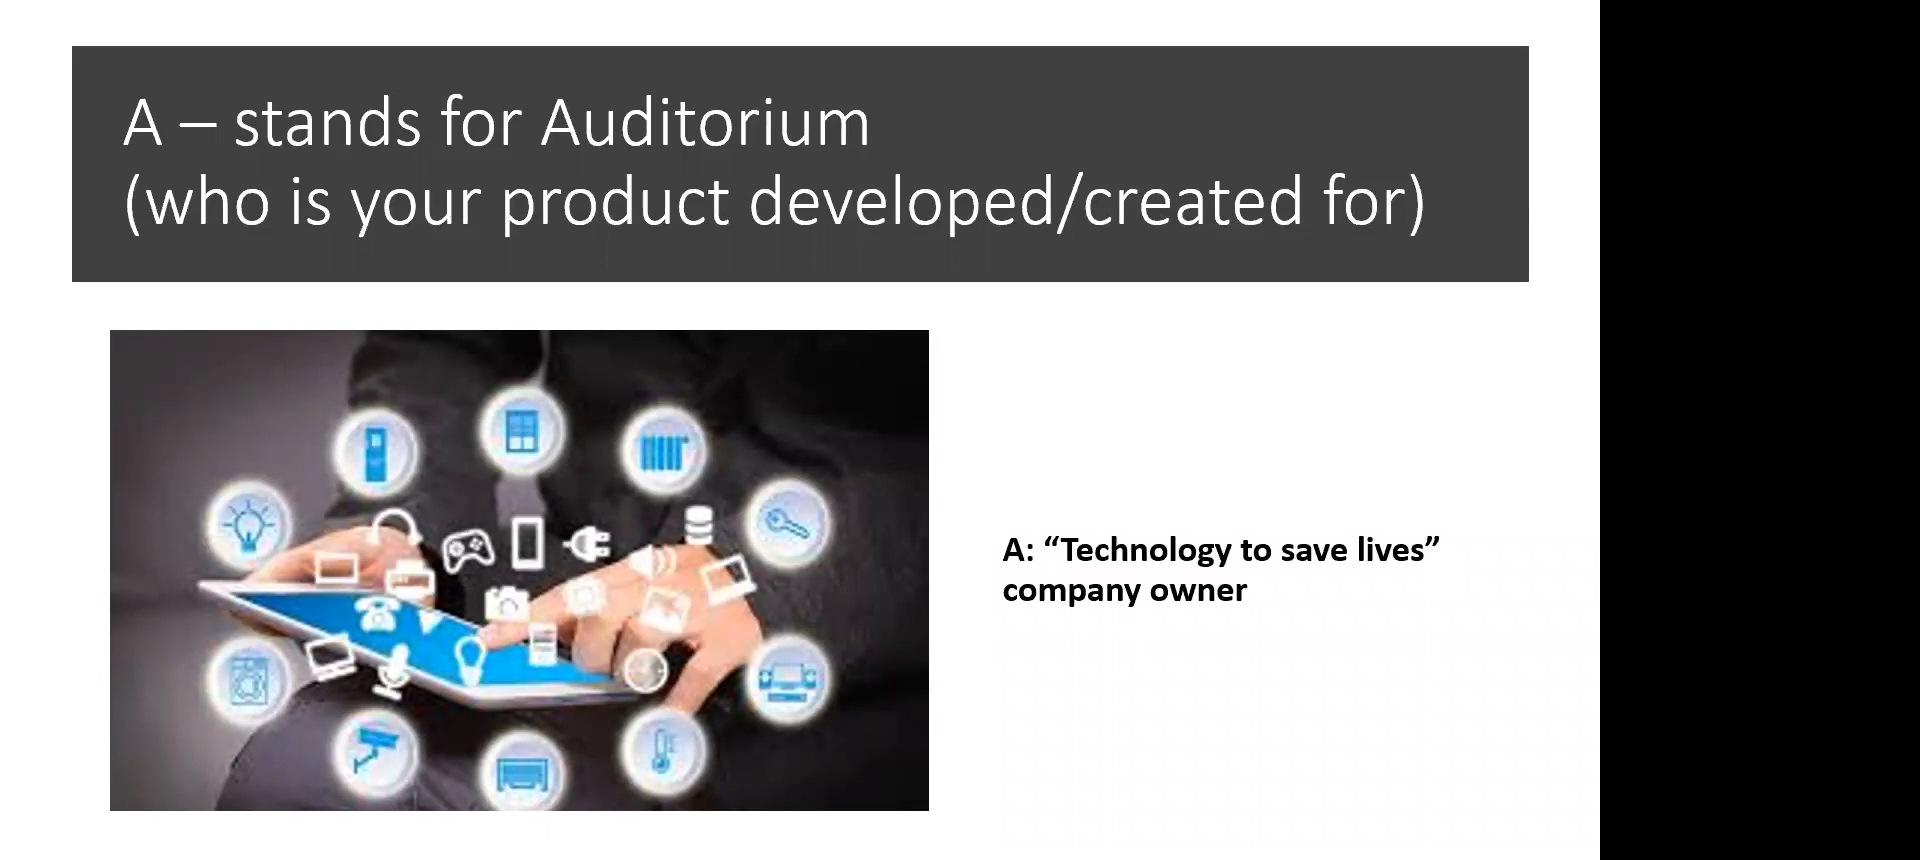 A – stands for Auditorium
(who is your product developed/created for)
A: “Technology to save lives”
company owner